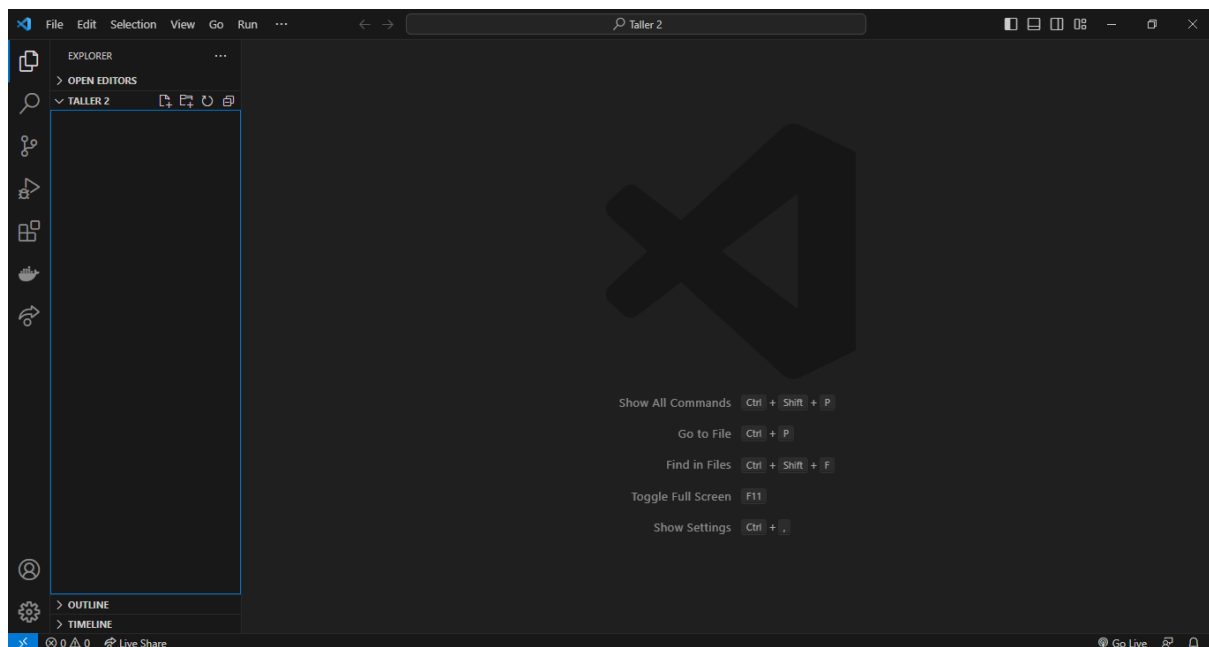 File Edit Selection View Go Run ···
Taller 2
EXPLORER ···
OPEN EDITORS
TALLER 2
Show All Commands Ctrl + Shift + P
Go to File Ctrl + P
Find in Files Ctrl + Shift + F
Toggle Full Screen F11
Show Settings Ctrl + ,
OUTLINE
TIMELINE
0 0 Live Share
Go Live